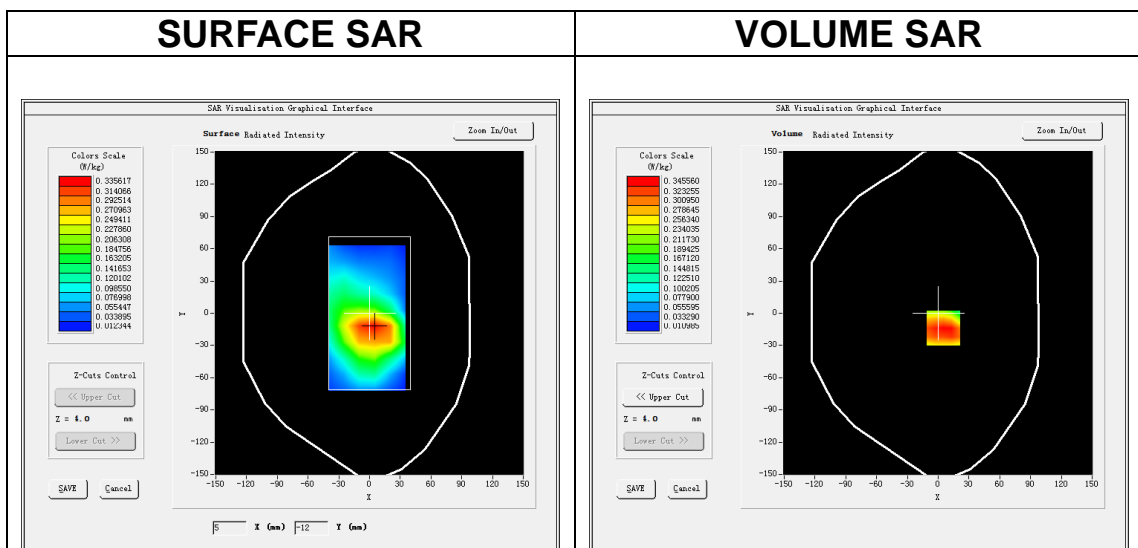 SURFACE SAR
SAR Visualisation Graphical Interface
Surface Radiated Intensity
Zoom In/Out
Colors Scale
(W/kg)
0.335617
0.314066
0.292514
0.270963
0.249411
0.227860
0.206308
0.184756
0.163205
0.141653
0.120102
0.098550
0.076998
0.055447
0.033895
0.012344
Z-Cuts Control
<< Upper Cut
Z = 4.0 mm
Lower Cut >>
SAVE Cancel
150
120
90
60
30
0
-30
-60
-90
-120
-150
Y
-150 -120 -90 -60 -30 0 30 60 90 120 150
X
5 X (mm) -12 Y (mm)
VOLUME SAR
SAR Visualisation Graphical Interface
Volume Radiated Intensity
Zoom In/Out
Colors Scale
(W/kg)
0.345560
0.323255
0.300950
0.278645
0.256340
0.234035
0.211730
0.189425
0.167120
0.144815
0.122510
0.100205
0.077900
0.055595
0.033290
0.010985
Z-Cuts Control
<< Upper Cut
Z = 4.0 mm
Lower Cut >>
SAVE Cancel
150
120
90
60
30
0
-30
-60
-90
-120
-150
Y
-150 -120 -90 -60 -30 0 30 60 90 120 150
X